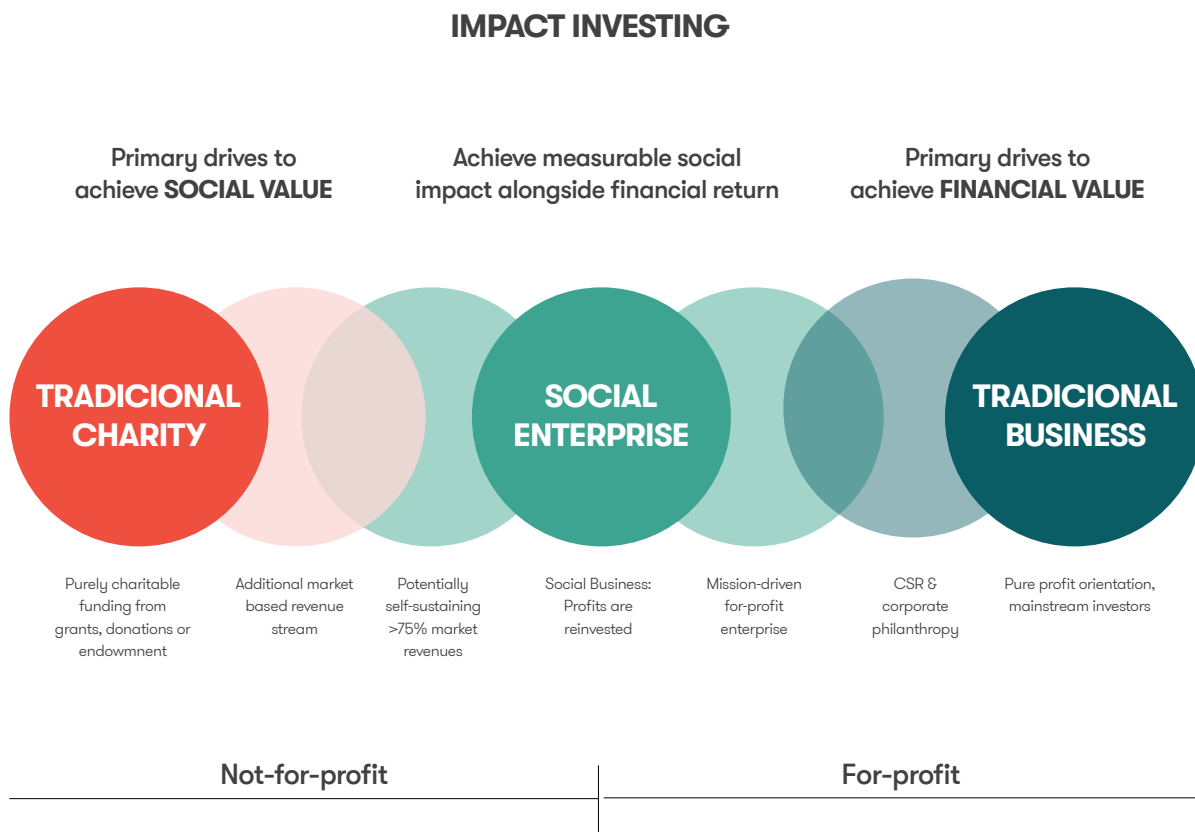 IMPACT INVESTING
Primary drives to
achieve SOCIAL VALUE
Achieve measurable social
impact alongside financial return
Primary drives to
achieve FINANCIAL VALUE
TRADICIONAL
CHARITY
SOCIAL
ENTERPRISE
TRADICIONAL
BUSINESS
Purely charitable
funding from
grants, donations or
endowmnent
Additional market
based revenue
stream
Potentially
self-sustaining
>75% market
revenues
Social Business:
Profits are
reinvested
Mission-driven
for-profit
enterprise
CSR &
corporate
philanthropy
Pure profit orientation,
mainstream investors
Not-for-profit
For-profit